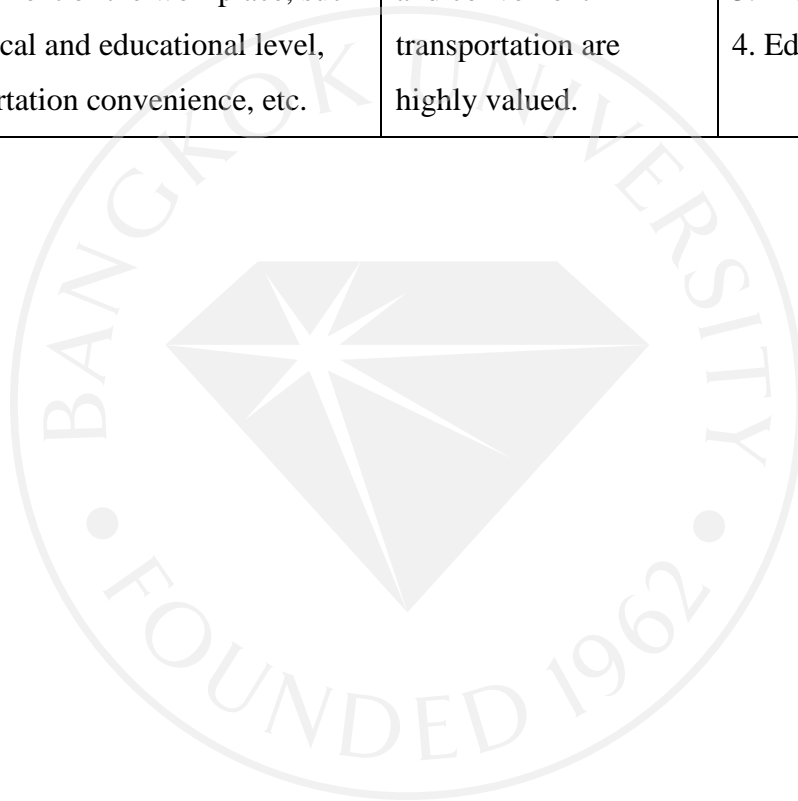 cal and educational level,
rtation convenience, etc.
transportation are
highly valued.
4. Ed
BANGKOK UNIVERSITY
FOUNDED 1962